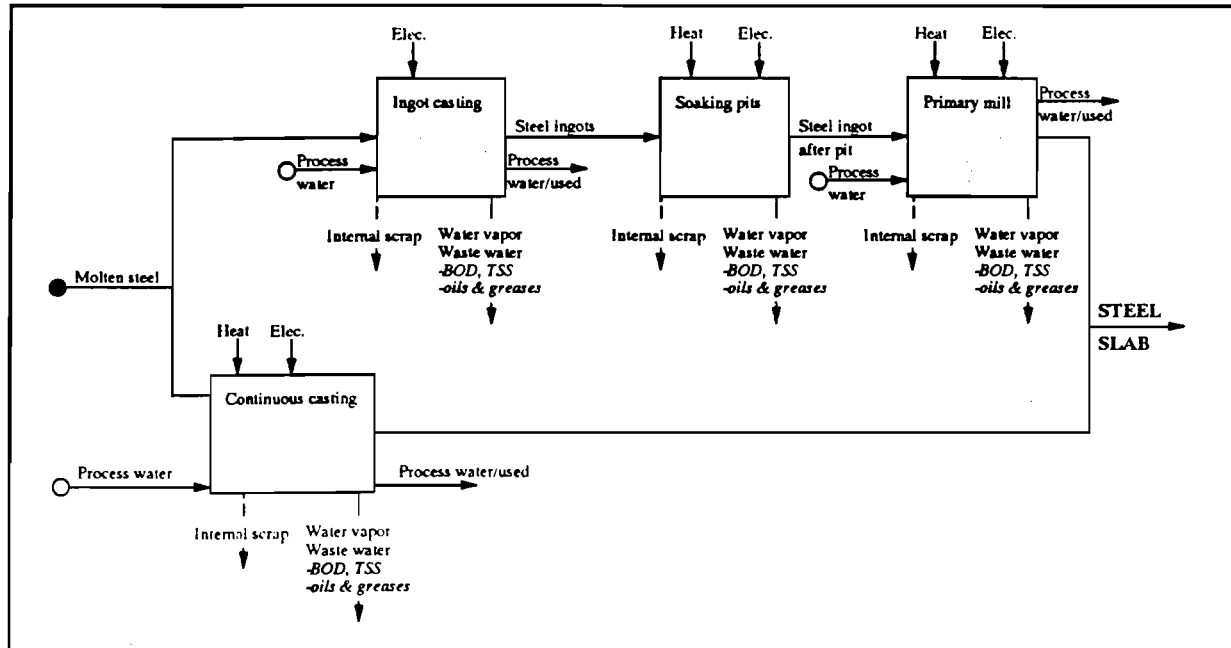 Elec.
Heat
Elec.
Heat
Elec.
Ingot casting
Soaking pits
Primary mill
Process
water/used
Steel ingots
Steel ingot
after pit
Process
water
Process
water/used
Process
water
Internal scrap
Water vapor
Waste water
-BOD, TSS
-oils & greases
Internal scrap
Water vapor
Waste water
-BOD, TSS
-oils & greases
Internal scrap
Water vapor
Waste water
-BOD, TSS
-oils & greases
Molten steel
STEEL
SLAB
Heat
Elec.
Continuous casting
Process water
Process water/used
Internal scrap
Water vapor
Waste water
-BOD, TSS
-oils & greases